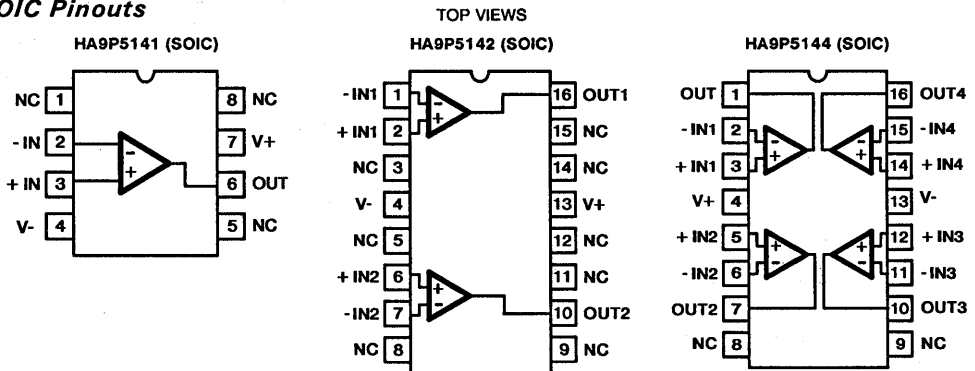 OIC Pinouts
TOP VIEWS
HA9P5141 (SOIC)
NC 1
- IN 2
+ IN 3
V- 4
8 NC
7 V+
6 OUT
5 NC
-
+
HA9P5142 (SOIC)
- IN1 1
+ IN1 2
NC 3
V- 4
NC 5
+ IN2 6
- IN2 7
NC 8
16 OUT1
15 NC
14 NC
13 V+
12 NC
11 NC
10 OUT2
9 NC
-
+
+
-
HA9P5144 (SOIC)
OUT 1
- IN1 2
+ IN1 3
V+ 4
+ IN2 5
- IN2 6
OUT2 7
NC 8
16 OUT4
15 - IN4
14 + IN4
13 V-
12 + IN3
11 - IN3
10 OUT3
9 NC
-
+
-
+
+
-
+
-